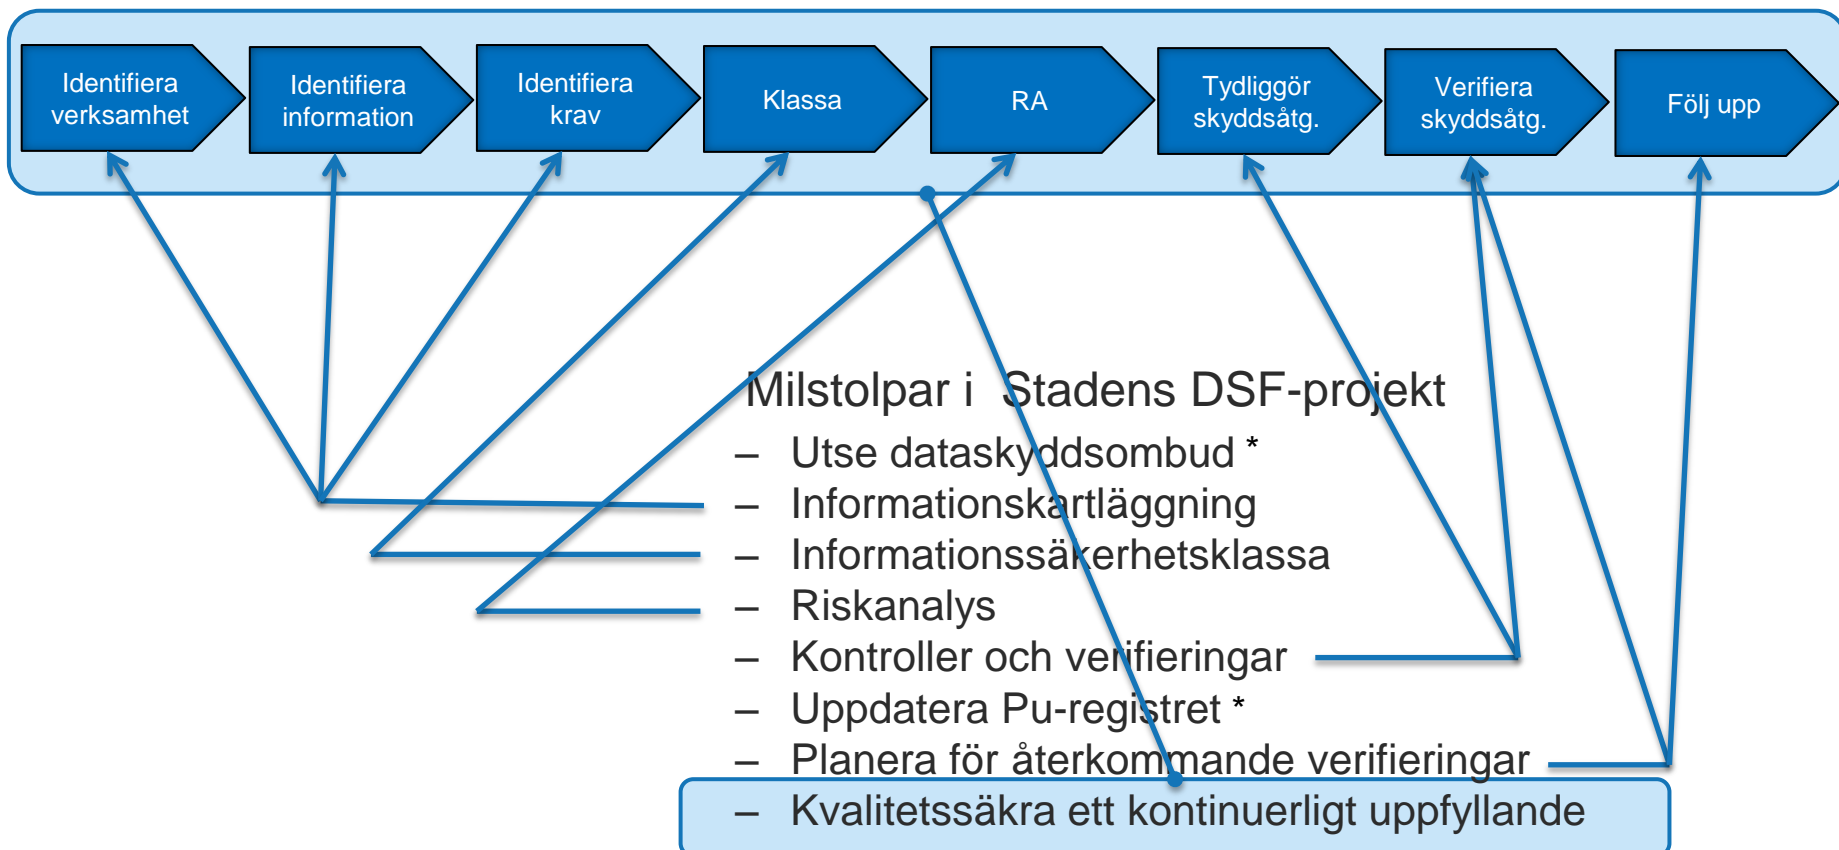 Identifiera
verksamhet
Identifiera
information
Identifiera
krav
Klassa
RA
Tydliggör
skyddsåtg.
Verifiera
skyddsåtg.
Följ upp
Milstolpar i Stadens DSF-projekt
– Utse dataskyddsombud *
– Informationskartläggning
– Informationssäkerhetsklassa
– Riskanalys
– Kontroller och verifieringar
– Uppdatera Pu-registret *
– Planera för återkommande verifieringar
– Kvalitetssäkra ett kontinuerligt uppfyllande